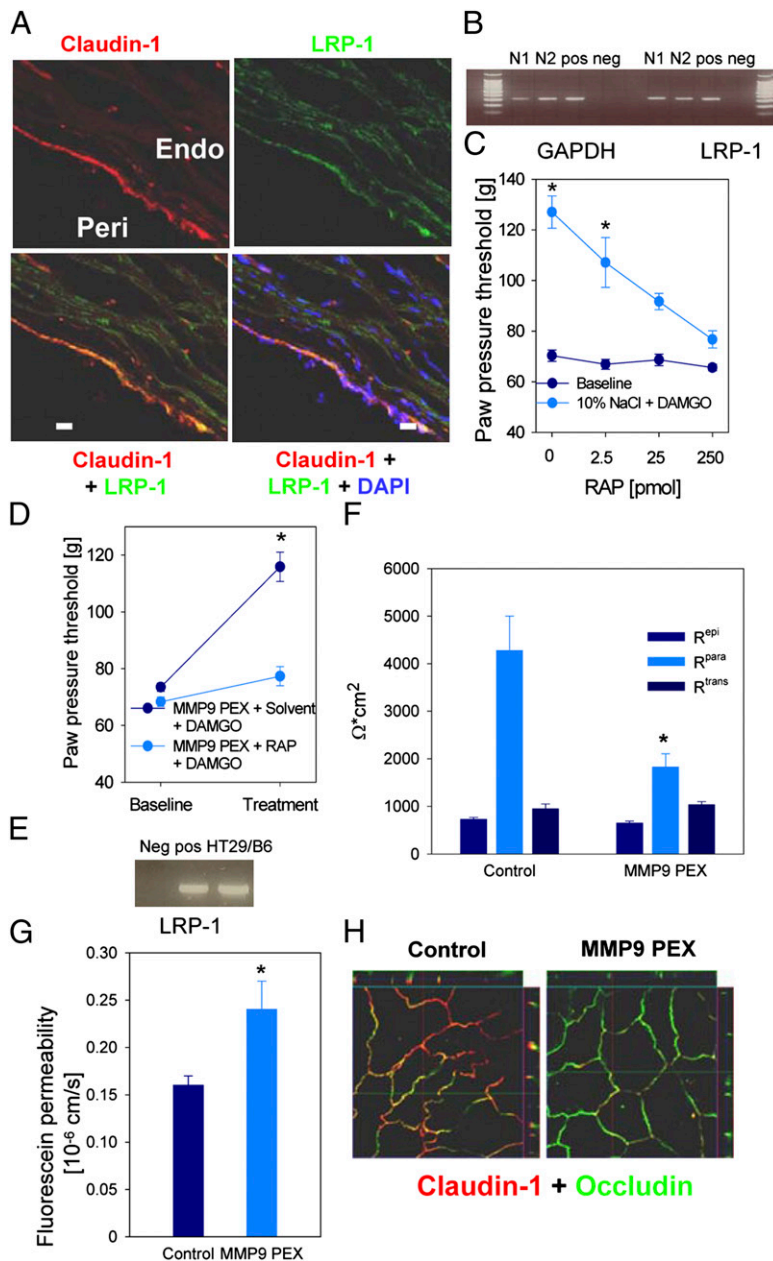 A
Claudin-1
LRP-1
Endo
Peri
Claudin-1
+ LRP-1
Claudin-1 +
LRP-1 + DAPI
B
N1 N2 pos neg
N1 N2 pos neg
GAPDH
LRP-1
C
Paw pressure threshold [g]
140
120
100
80
60
40
*
*
Baseline
10% NaCl + DAMGO
0
2.5
25
250
RAP [pmol]
D
Paw pressure threshold [g]
120
100
80
60
40
*
MMP9 PEX + Solvent
+ DAMGO
MMP9 PEX + RAP
+ DAMGO
Baseline
Treatment
E
Neg pos HT29/B6
LRP-1
F
Ω*cm2
6000
5000
4000
3000
2000
1000
0
Repi
Rpara
Rtrans
*
Control
MMP9 PEX
G
Fluorescein permeability
[10-6 cm/s]
0.30
0.25
0.20
0.15
0.10
0.05
0
*
Control
MMP9 PEX
H
Control
MMP9 PEX
Claudin-1 + Occludin